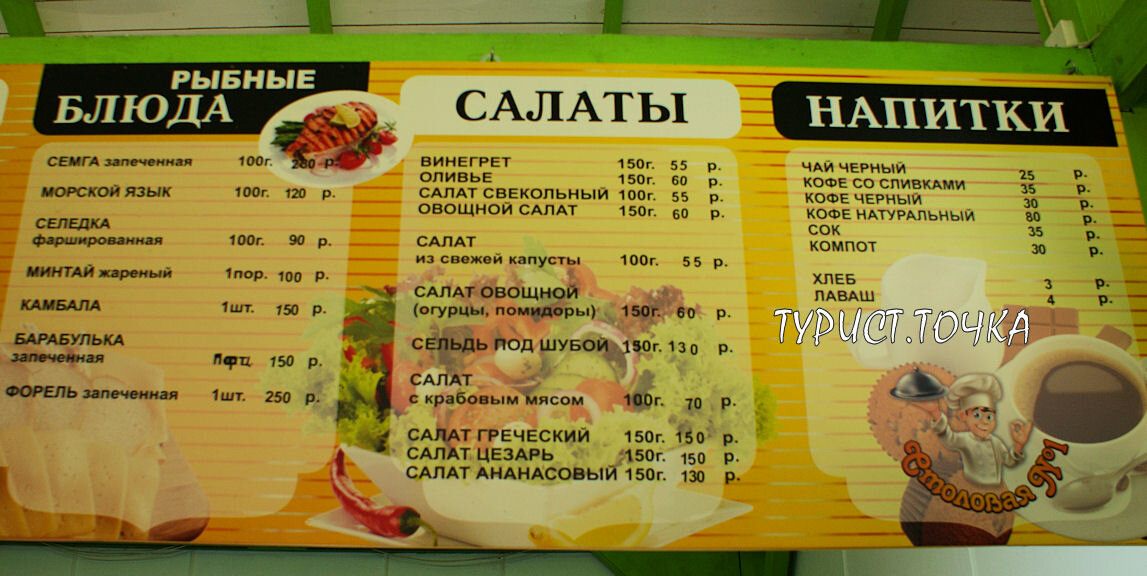 РЫБНЫЕ
БЛЮДА
СЕМГА запеченная 100г. 280 р.
МОРСКОЙ ЯЗЫК 100г. 120 р.
СЕЛЕДКА
фаршированная 100г. 90 р.
МИНТАЙ жареный 1пор. 100 р.
КАМБАЛА 1шт. 150 р.
БАРАБУЛЬКА
запеченная 150 р.
ФОРЕЛЬ запеченная 1шт. 250 р.
САЛАТЫ
ВИНЕГРЕТ 150г. 55 р.
ОЛИВЬЕ 150г. 60 р.
САЛАТ СВЕКОЛЬНЫЙ 100г. 55 р.
ОВОЩНОЙ САЛАТ 150г. 60 р.
САЛАТ
из свежей капусты 100г. 55 р.
САЛАТ ОВОЩНОЙ
(огурцы, помидоры) 150г. 60 р.
СЕЛЬДЬ ПОД ШУБОЙ 150г. 130 р.
САЛАТ
с крабовым мясом 100г. 70 р.
САЛАТ ГРЕЧЕСКИЙ 150г. 150 р.
САЛАТ ЦЕЗАРЬ 150г. 150 р.
САЛАТ АНАНАСОВЫЙ 150г. 130 р.
НАПИТКИ
ЧАЙ ЧЕРНЫЙ 25 р.
КОФЕ СО СЛИВКАМИ 35 р.
КОФЕ ЧЕРНЫЙ 30 р.
КОФЕ НАТУРАЛЬНЫЙ 80 р.
СОК 35 р.
КОМПОТ 30 р.
ХЛЕБ 3 р.
ЛАВАШ 4 р.
ТУРИСТ.ТОЧКА
Столовая №1